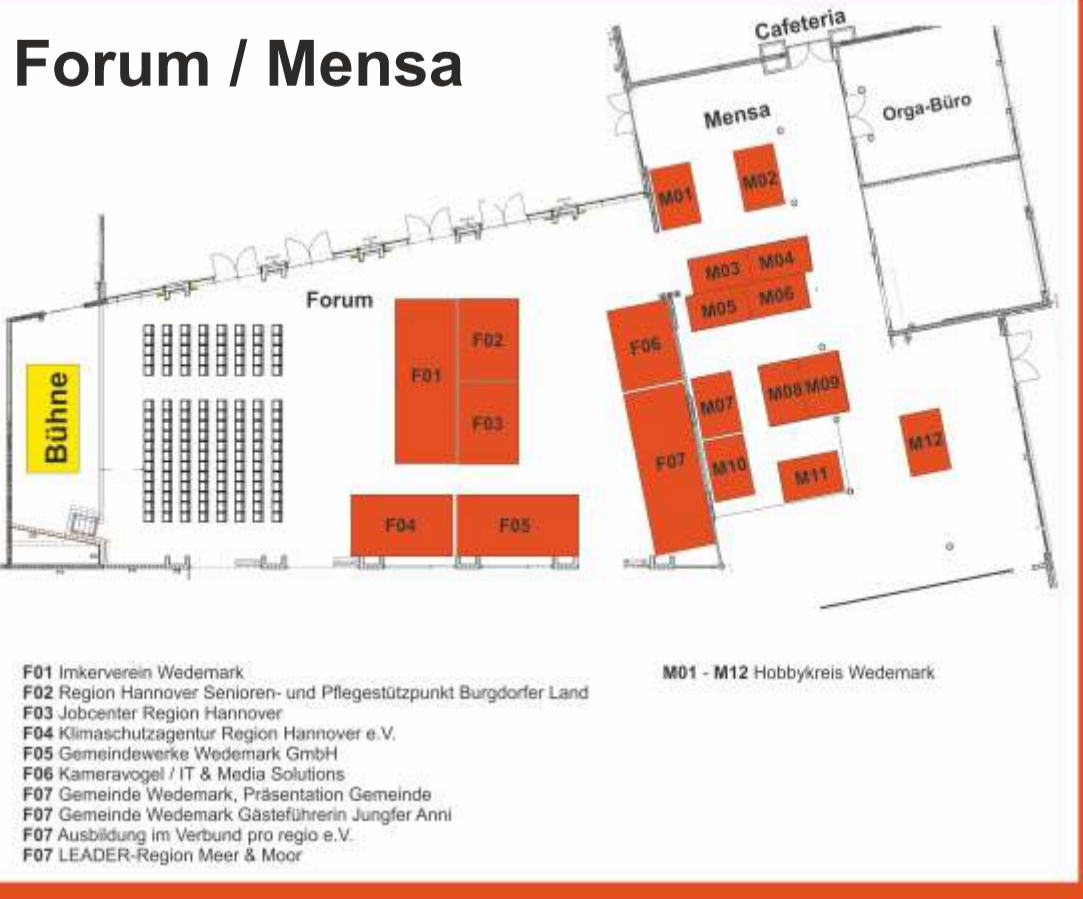 Forum / Mensa
Cafeteria
Mensa
Orga-Büro
M01
M02
M03
M04
M05
M06
Forum
F01
F02
F03
F06
M07
M08
M09
Bühne
F07
M10
M11
M12
F04
F05
F01 Imkerverein Wedemark
F02 Region Hannover Senioren- und Pflegestützpunkt Burgdorfer Land
F03 Jobcenter Region Hannover
F04 Klimaschutzagentur Region Hannover e.V.
F05 Gemeindewerke Wedemark GmbH
F06 Kameravogel / IT & Media Solutions
F07 Gemeinde Wedemark, Präsentation Gemeinde
F07 Gemeinde Wedemark Gästeführerin Jungfer Anni
F07 Ausbildung im Verbund pro regio e.V.
F07 LEADER-Region Meer & Moor
M01 - M12 Hobbykreis Wedemark